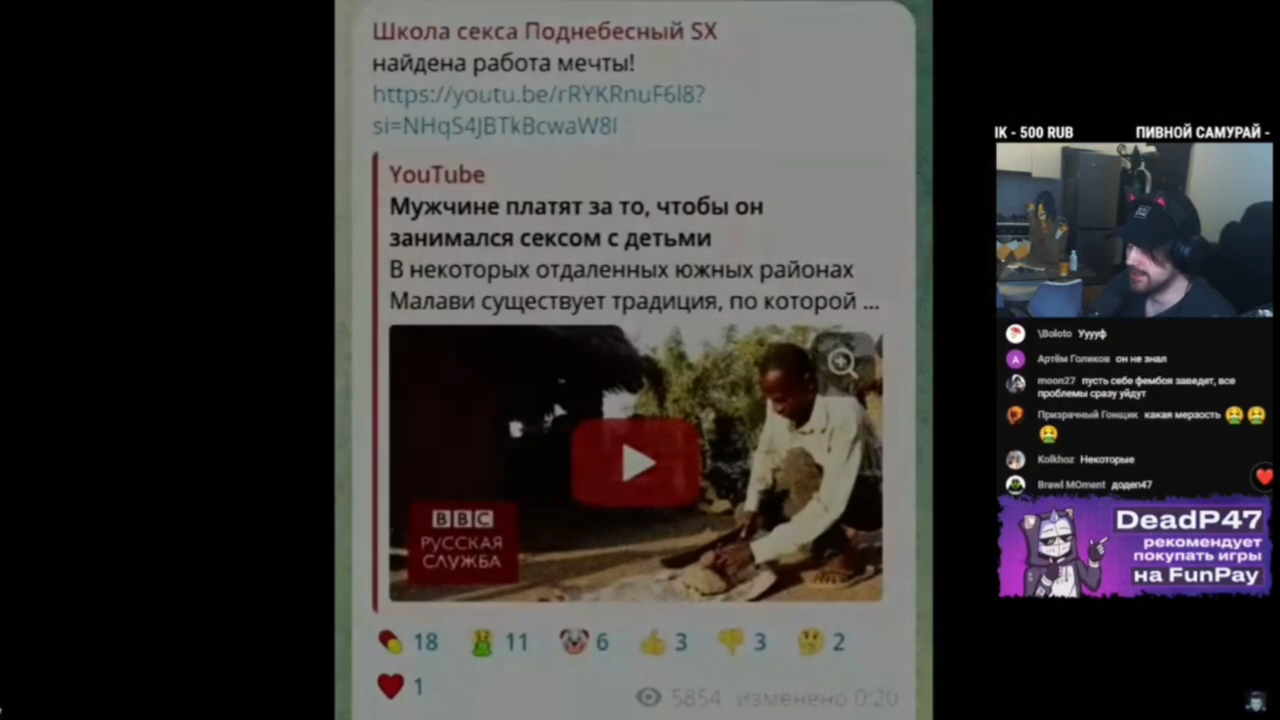 Школа секса Поднебесный SX
найдена работа мечты!
https://youtu.be/rRYKRnuF6l8?
si=NHqS4JBTkBcwaW8I
YouTube
Мужчине платят за то, чтобы он
занимался сексом с детьми
В некоторых отдаленных южных районах
Малави существует традиция, по которой ...
BBC
РУССКАЯ
СЛУЖБА
18 11 6 3 3 2
1
5854 изменено 0:20
IK - 500 RUB ПИВНОЙ САМУРАЙ -
\Boloto Ууууф
Артём Голиков он не знал
moon27 пусть себе фембоя заведет, все
проблемы сразу уйдут
Призрачный Гонщик какая мерзость
Kolkhoz Некоторые
Brawl MOment додеп47
DeadP47
рекомендует
покупать игры
на FunPay